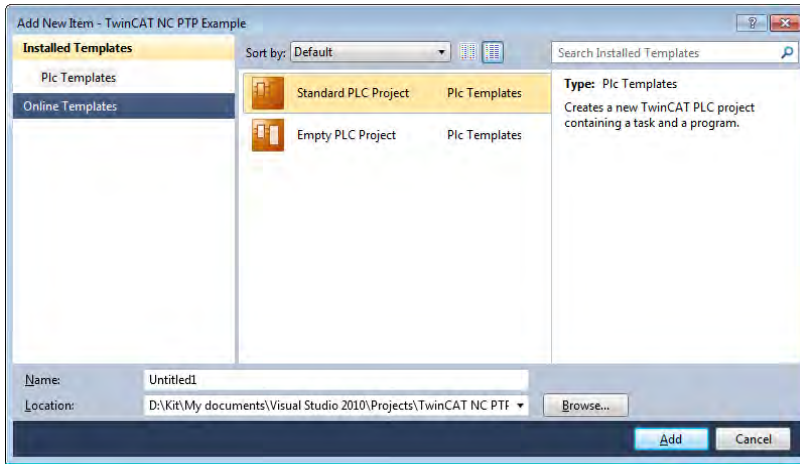 Add New Item - TwinCAT NC PTP Example
Installed Templates
Plc Templates
Online Templates
Sort by: Default
Search Installed Templates
Standard PLC Project Plc Templates
Empty PLC Project Plc Templates
Type: Plc Templates
Creates a new TwinCAT PLC project
containing a task and a program.
Name: Untitled1
Location: D:\Kit\My documents\Visual Studio 2010\Projects\TwinCAT NC PTF
Browse...
Add Cancel